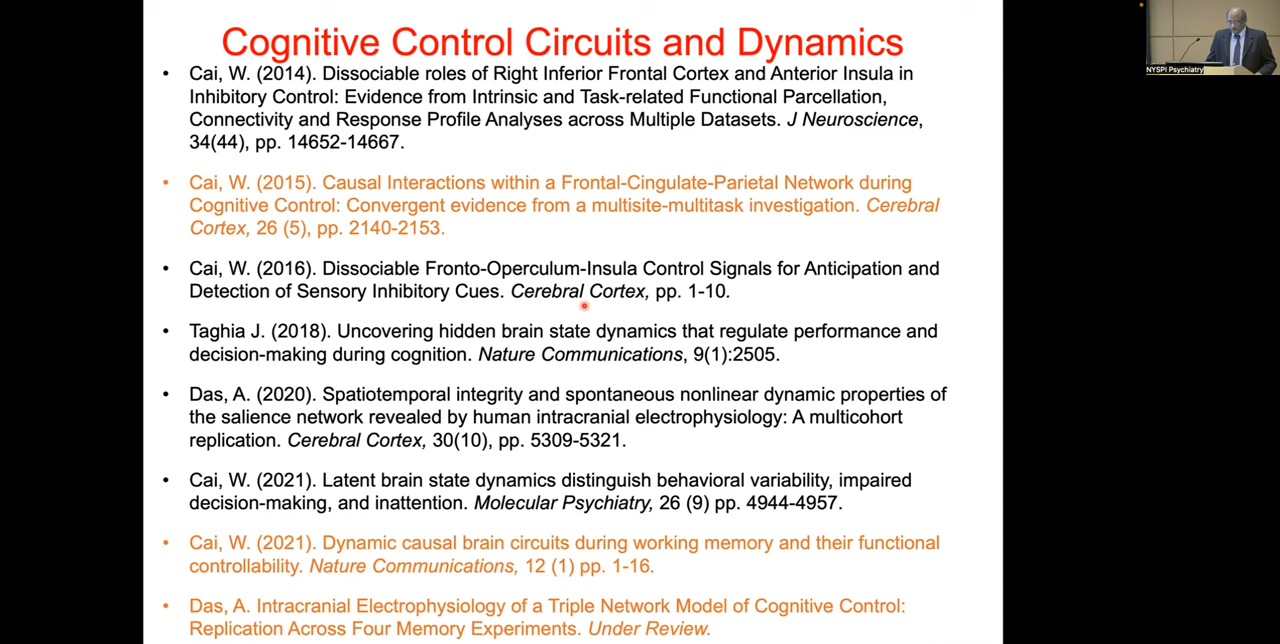 Cognitive Control Circuits and Dynamics
• Cai, W. (2014). Dissociable roles of Right Inferior Frontal Cortex and Anterior Insula in
Inhibitory Control: Evidence from Intrinsic and Task-related Functional Parcellation,
Connectivity and Response Profile Analyses across Multiple Datasets. J Neuroscience,
34(44), pp. 14652-14667.
• Cai, W. (2015). Causal Interactions within a Frontal-Cingulate-Parietal Network during
Cognitive Control: Convergent evidence from a multisite-multitask investigation. Cerebral
Cortex, 26 (5), pp. 2140-2153.
• Cai, W. (2016). Dissociable Fronto-Operculum-Insula Control Signals for Anticipation and
Detection of Sensory Inhibitory Cues. Cerebral Cortex, pp. 1-10.
• Taghia J. (2018). Uncovering hidden brain state dynamics that regulate performance and
decision-making during cognition. Nature Communications, 9(1):2505.
• Das, A. (2020). Spatiotemporal integrity and spontaneous nonlinear dynamic properties of
the salience network revealed by human intracranial electrophysiology: A multicohort
replication. Cerebral Cortex, 30(10), pp. 5309-5321.
• Cai, W. (2021). Latent brain state dynamics distinguish behavioral variability, impaired
decision-making, and inattention. Molecular Psychiatry, 26 (9) pp. 4944-4957.
• Cai, W. (2021). Dynamic causal brain circuits during working memory and their functional
controllability. Nature Communications, 12 (1) pp. 1-16.
• Das, A. Intracranial Electrophysiology of a Triple Network Model of Cognitive Control:
Replication Across Four Memory Experiments. Under Review.
NYSPI Psychiatry